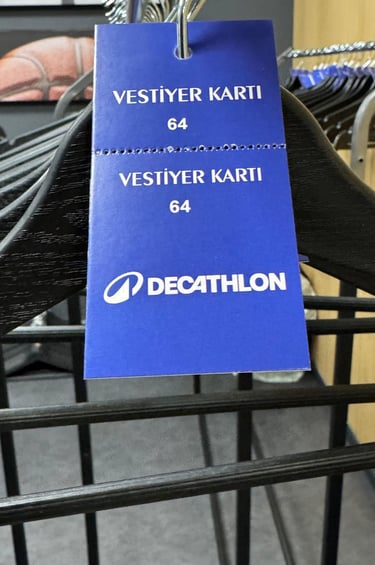 VESTİYER KARTI
64
VESTİYER KARTI
64
DECATHLON